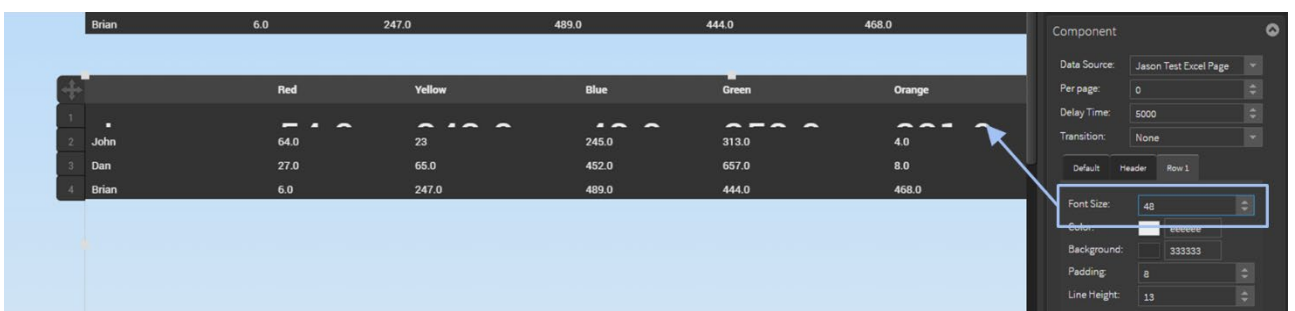 Brian 6.0 247.0 489.0 444.0 468.0
Red Yellow Blue Green Orange
1
2 John 64.0 23 245.0 313.0 4.0
3 Dan 27.0 65.0 452.0 657.0 8.0
4 Brian 6.0 247.0 489.0 444.0 468.0
Component
Data Source: Jason Test Excel Page
Per page: 0
Delay Time: 5000
Transition: None
Default Header Row 1
Font Size: 48
Color: eeeeee
Background: 333333
Padding: 8
Line Height: 13